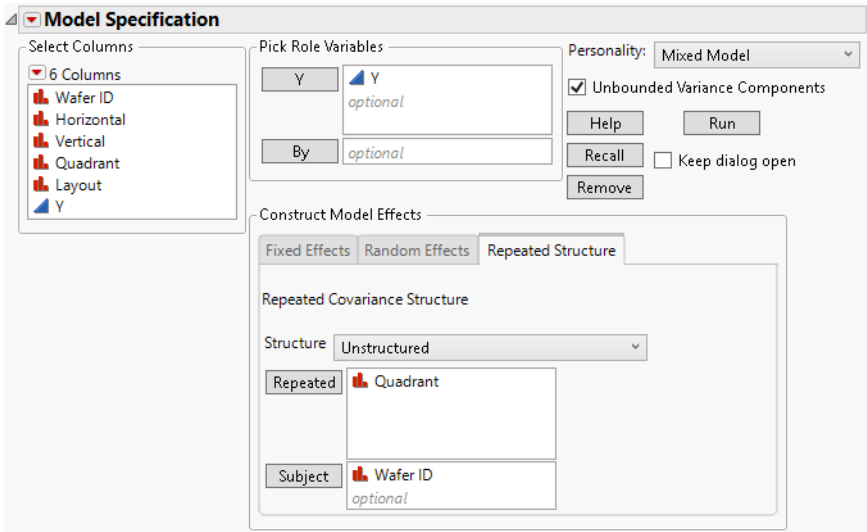 Model Specification
Select Columns
6 Columns
Wafer ID
Horizontal
Vertical
Quadrant
Layout
Y
Pick Role Variables
Y
Y
optional
By
optional
Personality: Mixed Model
Unbounded Variance Components
Help Run
Recall Keep dialog open
Remove
Construct Model Effects
Fixed Effects Random Effects Repeated Structure
Repeated Covariance Structure
Structure Unstructured
Repeated Quadrant
Subject Wafer ID
optional